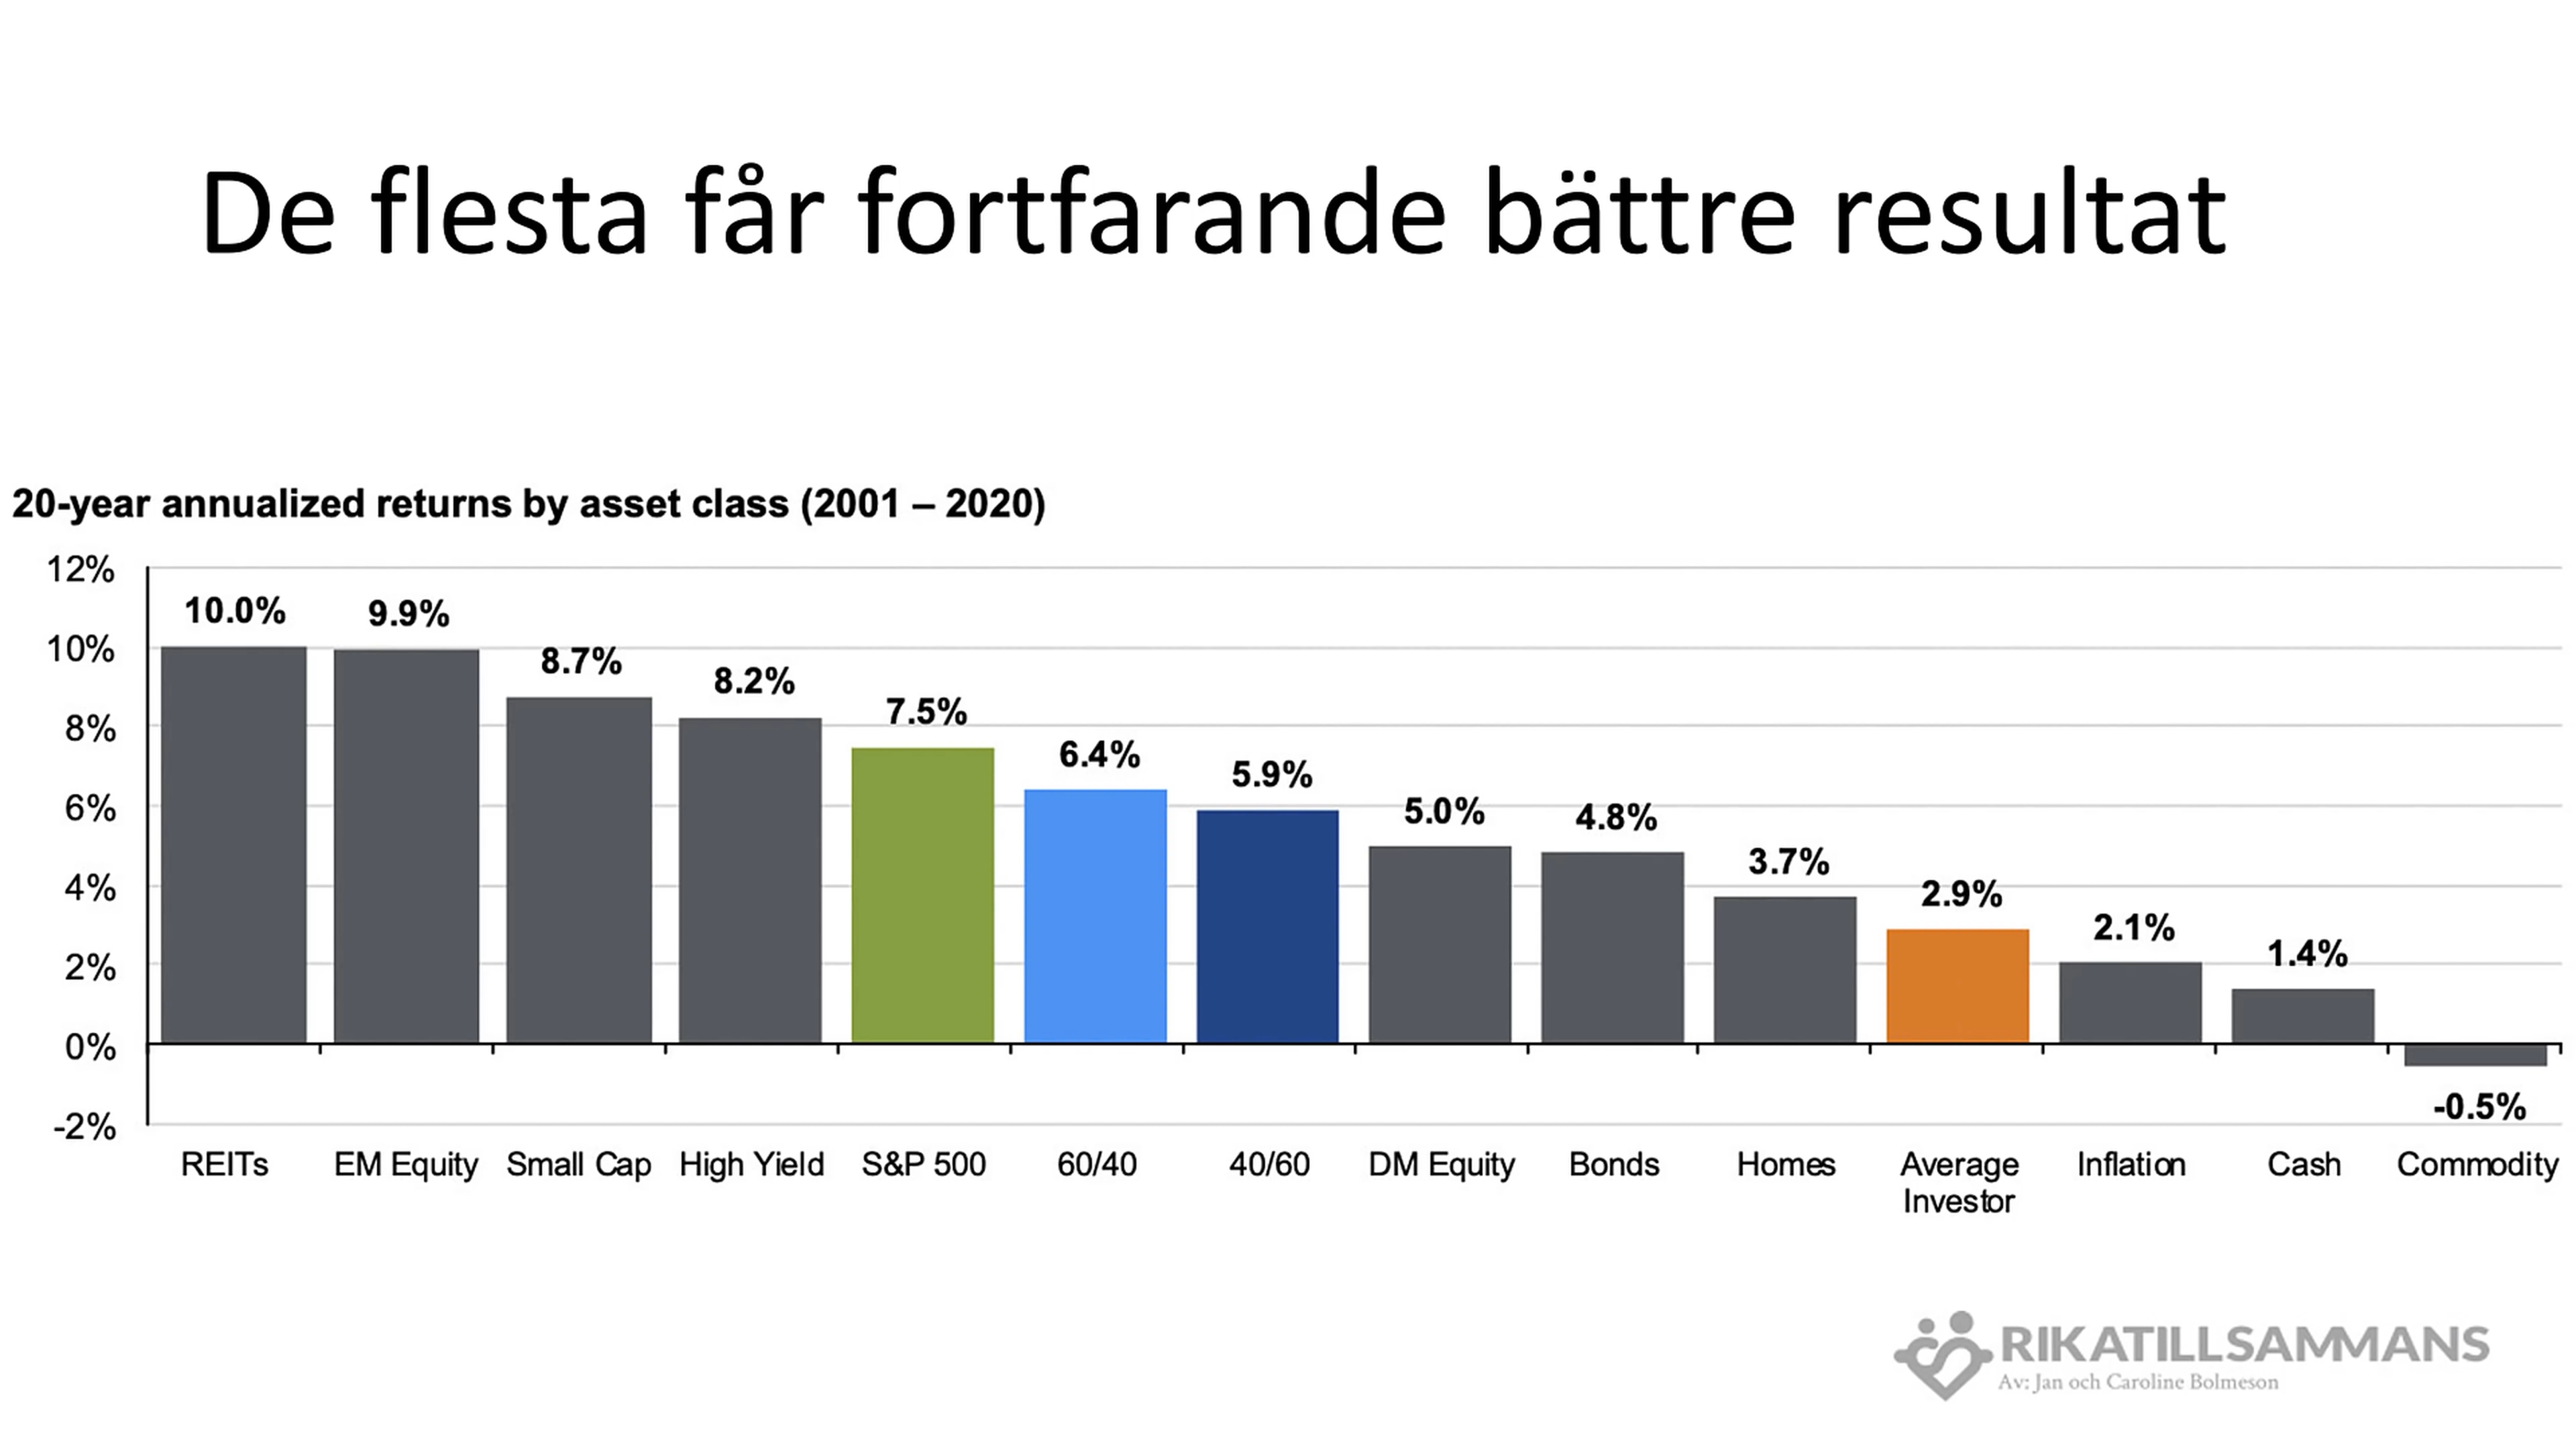 De flesta får fortfarande bättre resultat
20-year annualized returns by asset class (2001 – 2020)
12%
10%
8%
6%
4%
2%
0%
-2%
10.0%
9.9%
8.7%
8.2%
7.5%
6.4%
5.9%
5.0%
4.8%
3.7%
2.9%
2.1%
1.4%
-0.5%
REITs
EM Equity
Small Cap
High Yield
S&P 500
60/40
40/60
DM Equity
Bonds
Homes
Average
Investor
Inflation
Cash
Commodity
RIKATILLSAMMANS
Av: Jan och Caroline Bolmeson